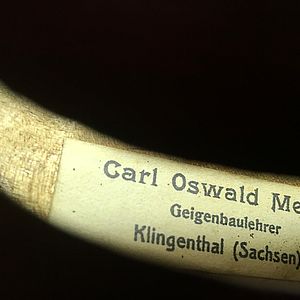 Carl Oswald Me
Geigenbaulehrer
Klingenthal (Sachsen)